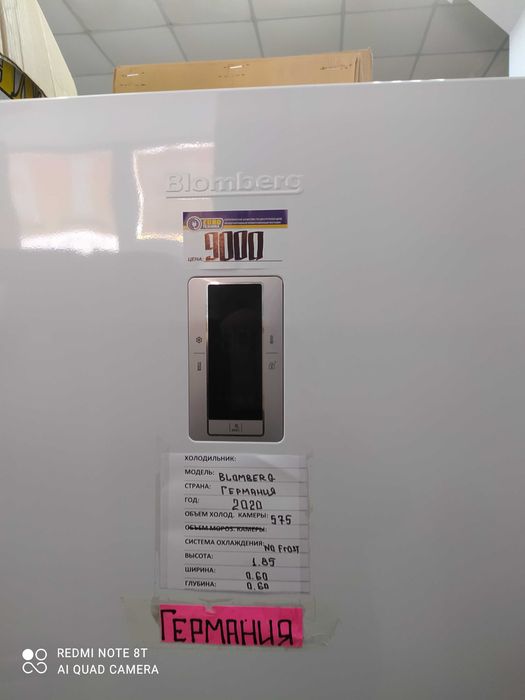 Blomberg
ЦЕНА: 9000
ХОЛОДИЛЬНИК:
МОДЕЛЬ: BLOMBERG
СТРАНА: ГЕРМАНИЯ
ГОД: 2020
ОБЪЕМ ХОЛОД. КАМЕРЫ: 575
ОБЪЕМ МОРОЗ. КАМЕРЫ:
СИСТЕМА ОХЛАЖДЕНИЯ: No Frost
ВЫСОТА: 1.85
ШИРИНА: 0.60
ГЛУБИНА: 0.60
ГЕРМАНИЯ
REDMI NOTE 8T
AI QUAD CAMERA